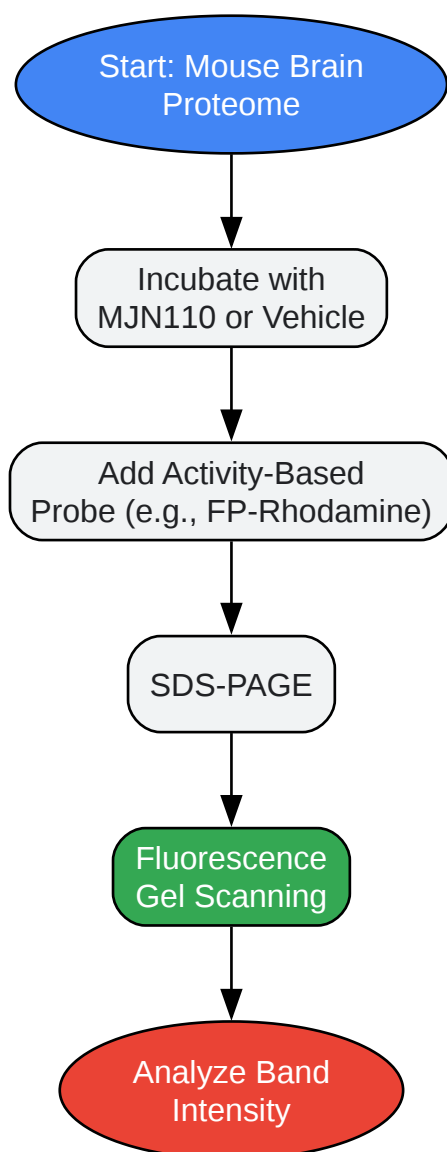 Start: Mouse Brain
Proteome
Incubate with
MJN110 or Vehicle
Add Activity-Based
Probe (e.g., FP-Rhodamine)
SDS-PAGE
Fluorescence
Gel Scanning
Analyze Band
Intensity